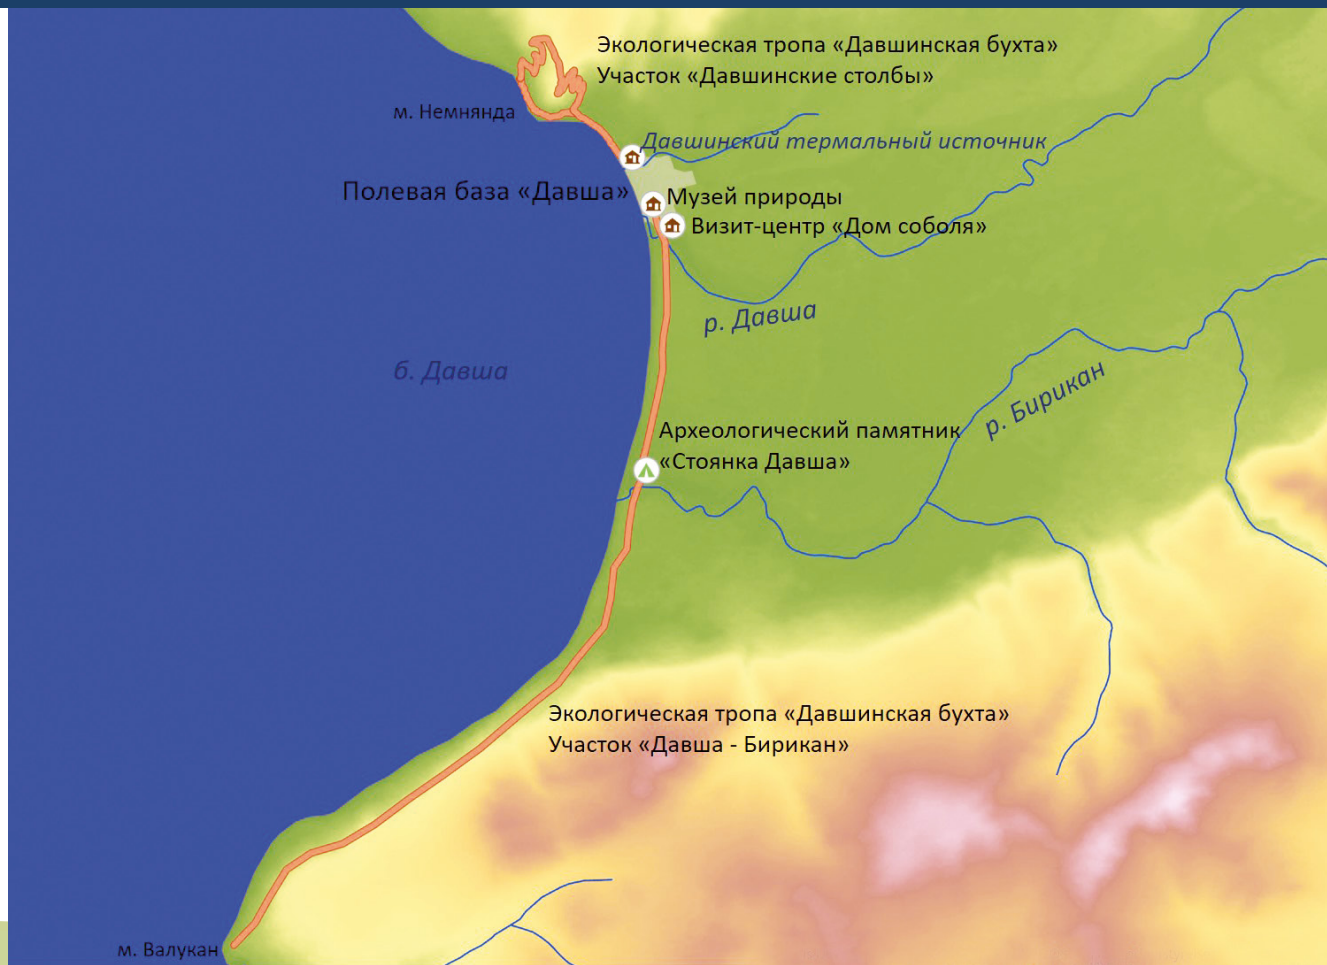 Экологическая тропа «Давшинская бухта»
Участок «Давшинские столбы»
м. Немнянда
Давшинский термальный источник
Полевая база «Давша»
Музей природы
Визит-центр «Дом соболя»
р. Давша
б. Давша
р. Бирикан
Археологический памятник
«Стоянка Давша»
Экологическая тропа «Давшинская бухта»
Участок «Давша - Бирикан»
м. Валукан